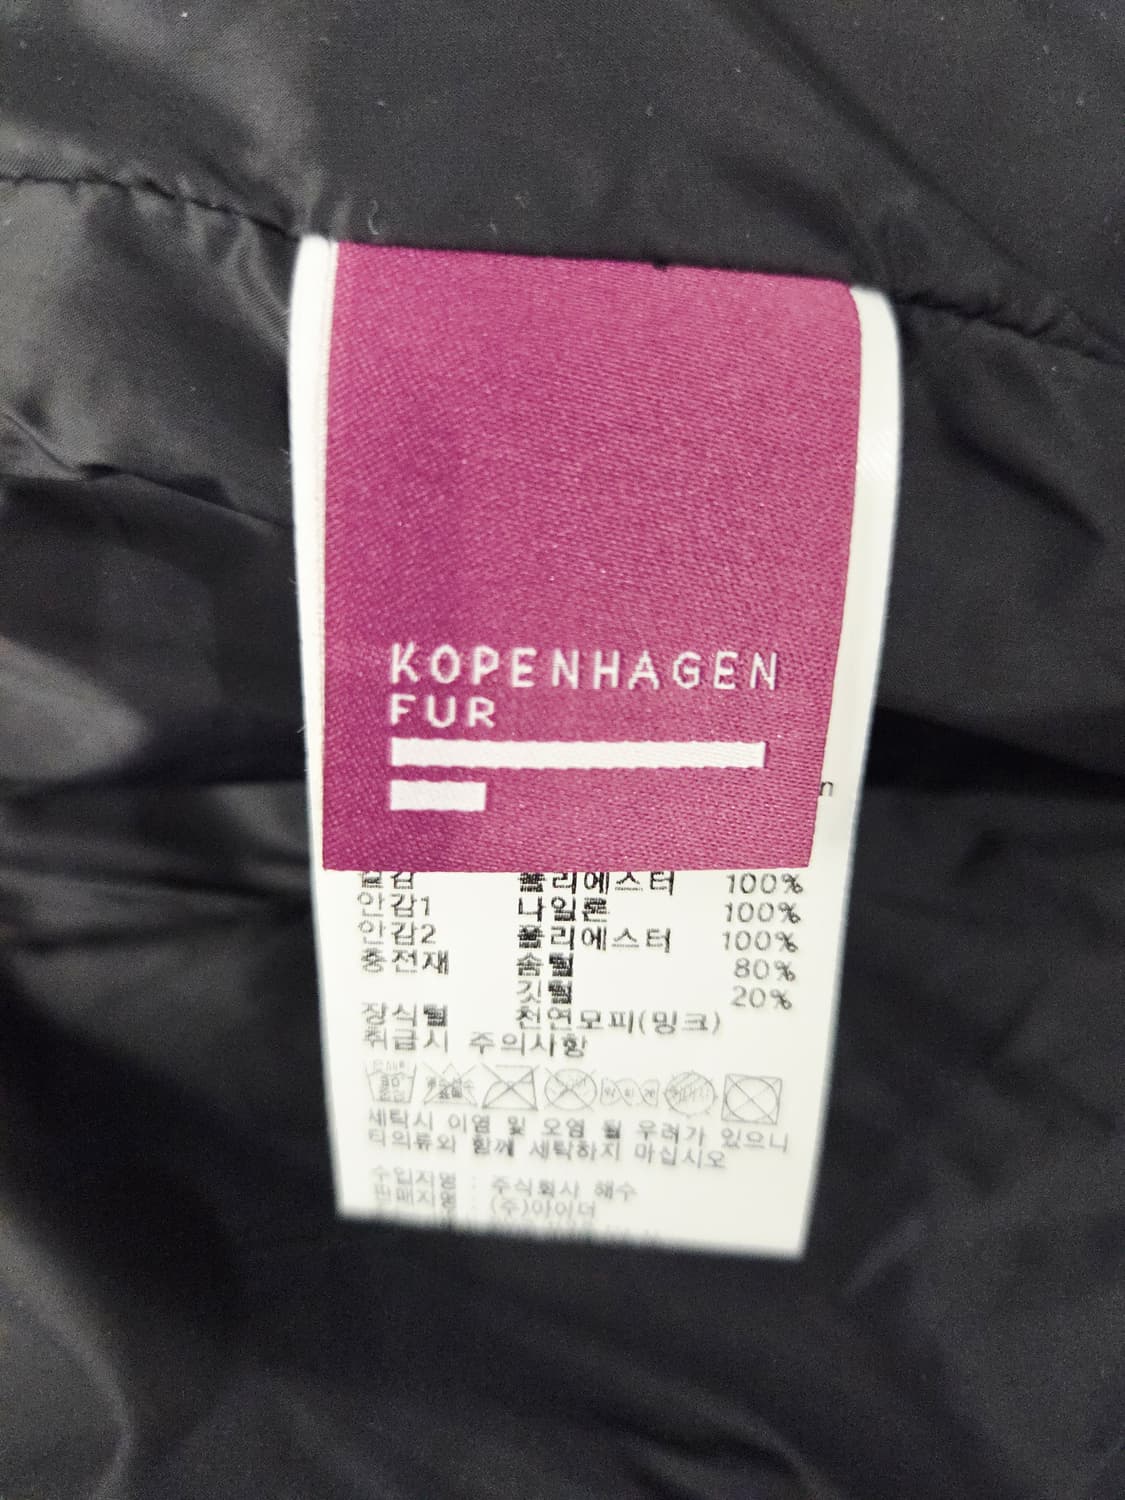 KOPENHAGEN
FUR
n
겉감 폴리에스터 100%
안감1 나일론 100%
안감2 폴리에스터 100%
충전재 솜털 80%
깃털 20%
장식털 천연모피(밍크)
취급시 주의사항
세탁시 이염 및 오염 될 우려가 있으니
타의류와 함께 세탁하지 마십시오
수입자명 : 주식회사 해수
판매자명 : (주)아이더